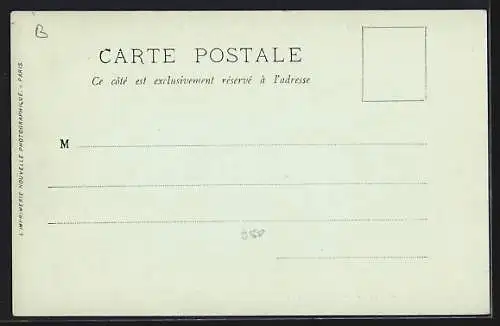 B
CARTE POSTALE
Ce côté est exclusivement réservé à l'adresse
M
L'IMPRIMERIE NOUVELLE PHOTOGRAPHIQUE. - PARIS.